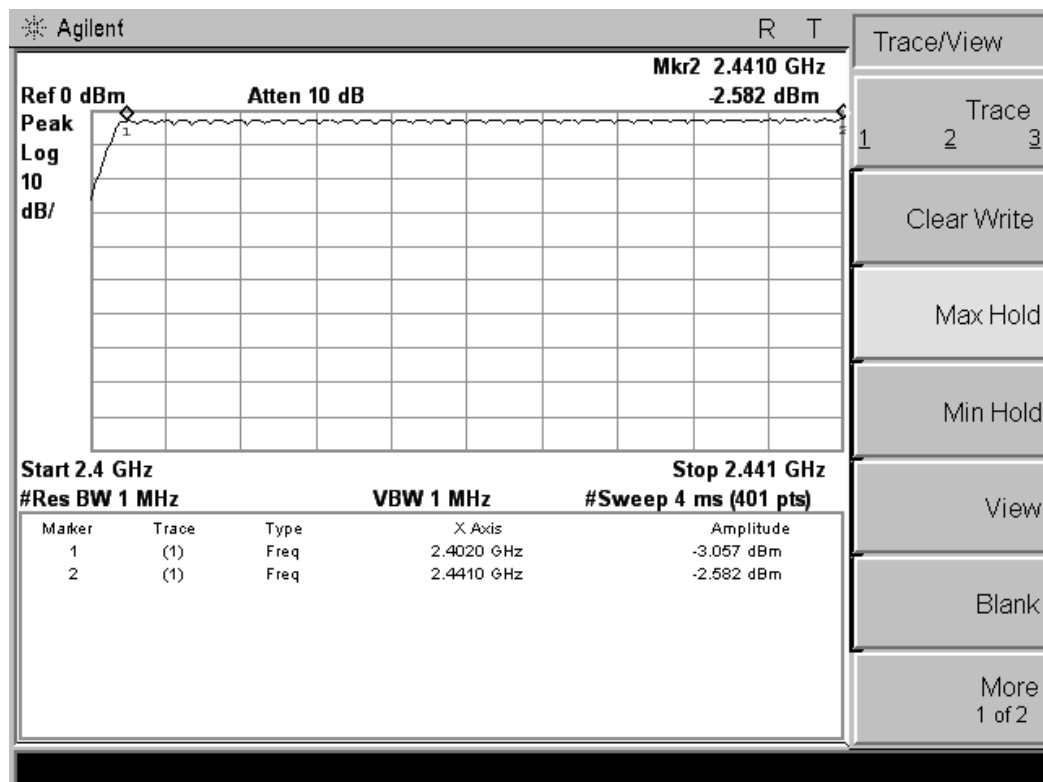 Agilent R T
Trace/View
Mkr2 2.4410 GHz
Ref 0 dBm Atten 10 dB -2.582 dBm
Peak
Log
10
dB/
1
2
Start 2.4 GHz Stop 2.441 GHz
#Res BW 1 MHz VBW 1 MHz #Sweep 4 ms (401 pts)
Marker Trace Type X Axis Amplitude
1 (1) Freq 2.4020 GHz -3.057 dBm
2 (1) Freq 2.4410 GHz -2.582 dBm
Trace
1 2 3
Clear Write
Max Hold
Min Hold
View
Blank
More
1 of 2